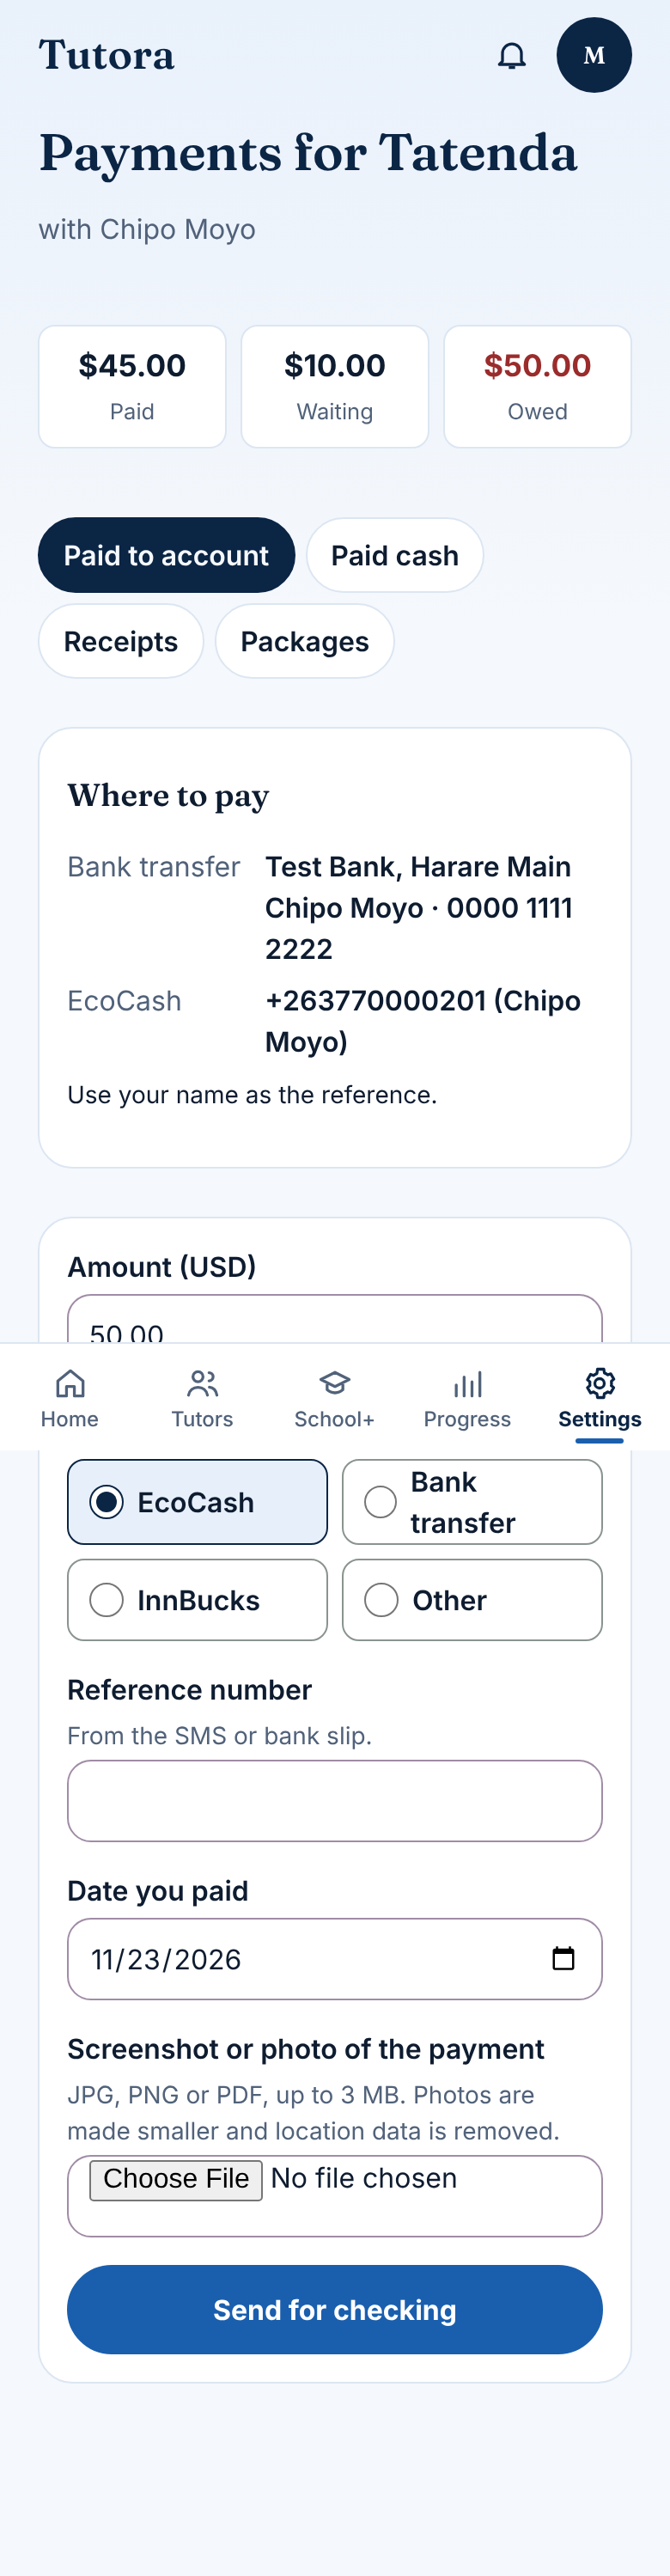 Tutora
M
Payments for Tatenda
with Chipo Moyo
$45.00
Paid
$10.00
Waiting
$50.00
Owed
Paid to account
Paid cash
Receipts
Packages
Where to pay
Bank transfer
Test Bank, Harare Main
Chipo Moyo · 0000 1111
2222
EcoCash
+263770000201 (Chipo
Moyo)
Use your name as the reference.
Amount (USD)
50.00
Home
Tutors
School+
Progress
Settings
EcoCash
Bank
transfer
InnBucks
Other
Reference number
From the SMS or bank slip.
Date you paid
11/23/2026
Screenshot or photo of the payment
JPG, PNG or PDF, up to 3 MB. Photos are
made smaller and location data is removed.
Choose File No file chosen
Send for checking